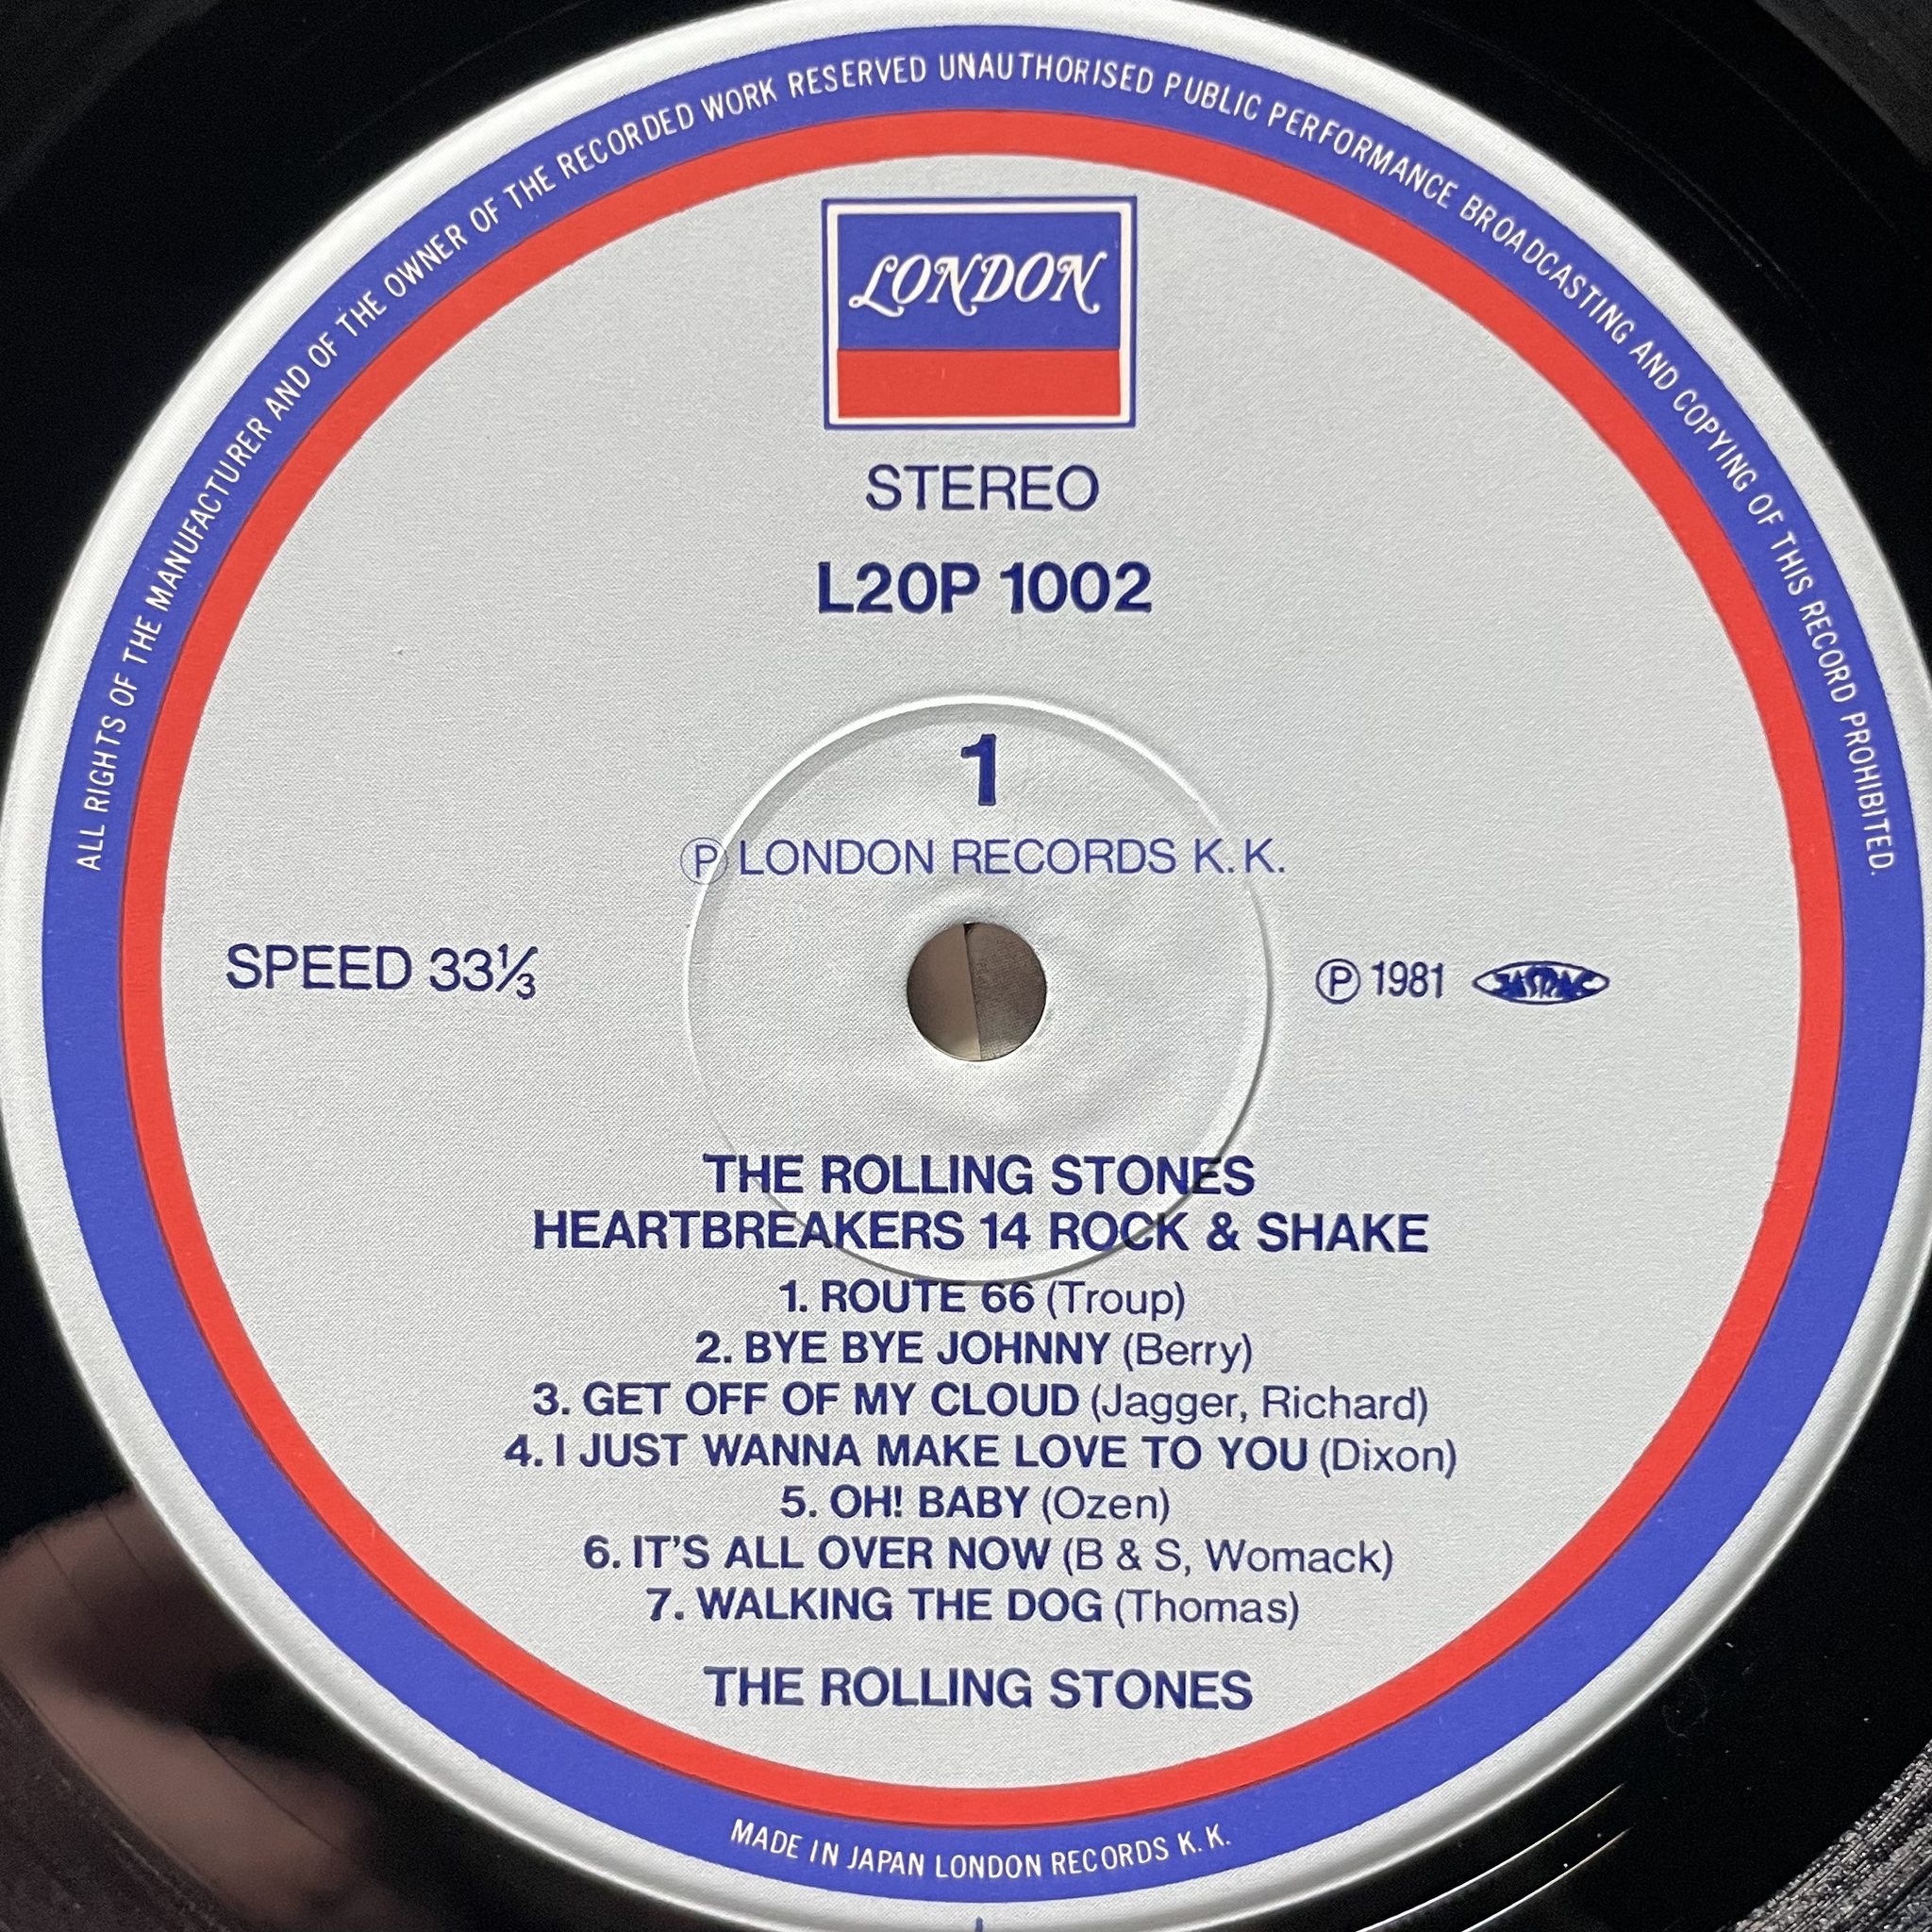 ALL RIGHTS OF THE MANUFACTURER AND OF THE OWNER OF THE RECORDED WORK RESERVED UNAUTHORISED PUBLIC PERFORMANCE BROADCASTING AND COPYING OF THIS RECORD PROHIBITED.
LONDON
STEREO
L20P 1002
1
Ⓟ LONDON RECORDS K.K.
SPEED 33⅓
Ⓟ 1981 JASRAC
THE ROLLING STONES
HEARTBREAKERS 14 ROCK & SHAKE
1. ROUTE 66 (Troup)
2. BYE BYE JOHNNY (Berry)
3. GET OFF OF MY CLOUD (Jagger, Richard)
4. I JUST WANNA MAKE LOVE TO YOU (Dixon)
5. OH! BABY (Ozen)
6. IT'S ALL OVER NOW (B & S, Womack)
7. WALKING THE DOG (Thomas)
THE ROLLING STONES
MADE IN JAPAN LONDON RECORDS K.K.